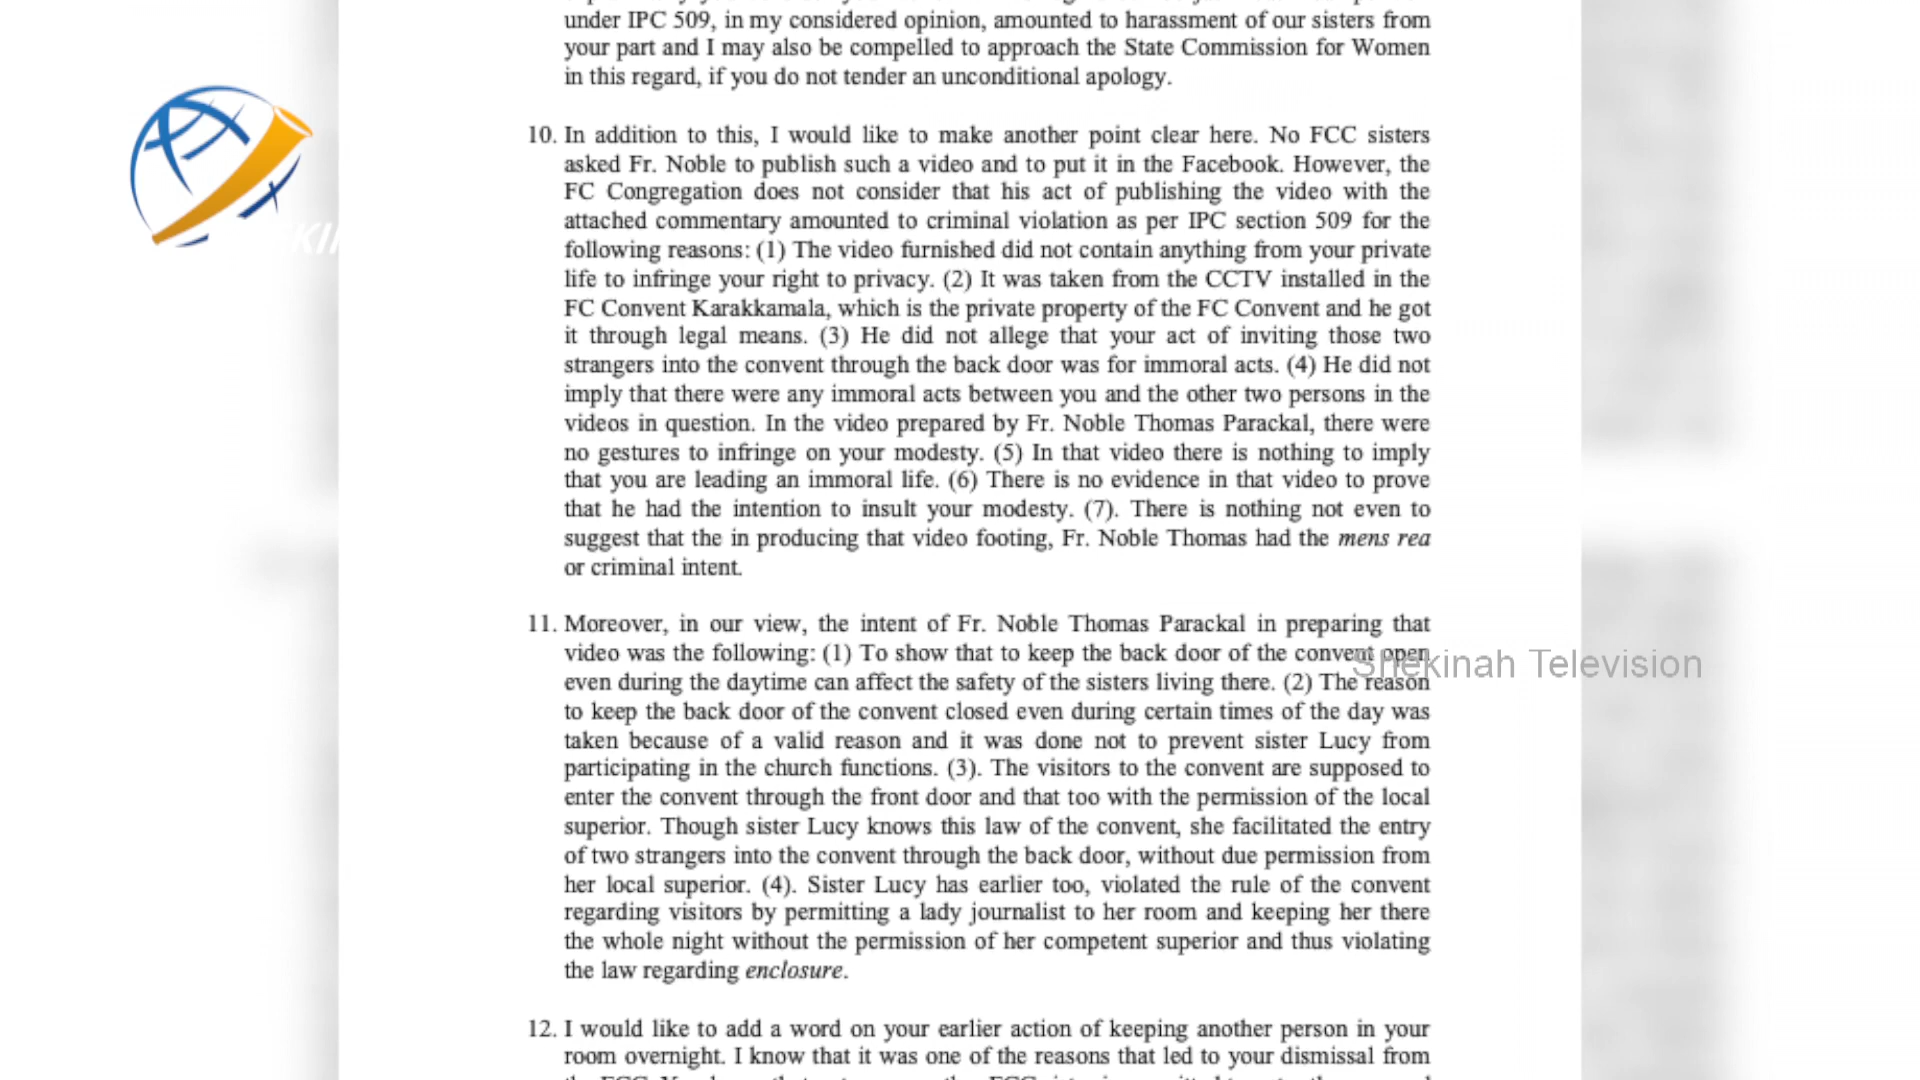 under IPC 509, in my considered opinion, amounted to harassment of our sisters from
your part and I may also be compelled to approach the State Commission for Women
in this regard, if you do not tender an unconditional apology.
10. In addition to this, I would like to make another point clear here. No FCC sisters
asked Fr. Noble to publish such a video and to put it in the Facebook. However, the
FC Congregation does not consider that his act of publishing the video with the
attached commentary amounted to criminal violation as per IPC section 509 for the
following reasons: (1) The video furnished did not contain anything from your private
life to infringe your right to privacy. (2) It was taken from the CCTV installed in the
FC Convent Karakkamala, which is the private property of the FC Convent and he got
it through legal means. (3) He did not allege that your act of inviting those two
strangers into the convent through the back door was for immoral acts. (4) He did not
imply that there were any immoral acts between you and the other two persons in the
videos in question. In the video prepared by Fr. Noble Thomas Parackal, there were
no gestures to infringe on your modesty. (5) In that video there is nothing to imply
that you are leading an immoral life. (6) There is no evidence in that video to prove
that he had the intention to insult your modesty. (7). There is nothing not even to
suggest that the in producing that video footing, Fr. Noble Thomas had the mens rea
or criminal intent.
11. Moreover, in our view, the intent of Fr. Noble Thomas Parackal in preparing that
video was the following: (1) To show that to keep the back door of the convent open
Shekinah Television
even during the daytime can affect the safety of the sisters living there. (2) The reason
to keep the back door of the convent closed even during certain times of the day was
taken because of a valid reason and it was done not to prevent sister Lucy from
participating in the church functions. (3). The visitors to the convent are supposed to
enter the convent through the front door and that too with the permission of the local
superior. Though sister Lucy knows this law of the convent, she facilitated the entry
of two strangers into the convent through the back door, without due permission from
her local superior. (4). Sister Lucy has earlier too, violated the rule of the convent
regarding visitors by permitting a lady journalist to her room and keeping her there
the whole night without the permission of her competent superior and thus violating
the law regarding enclosure.
12. I would like to add a word on your earlier action of keeping another person in your
room overnight. I know that it was one of the reasons that led to your dismissal from